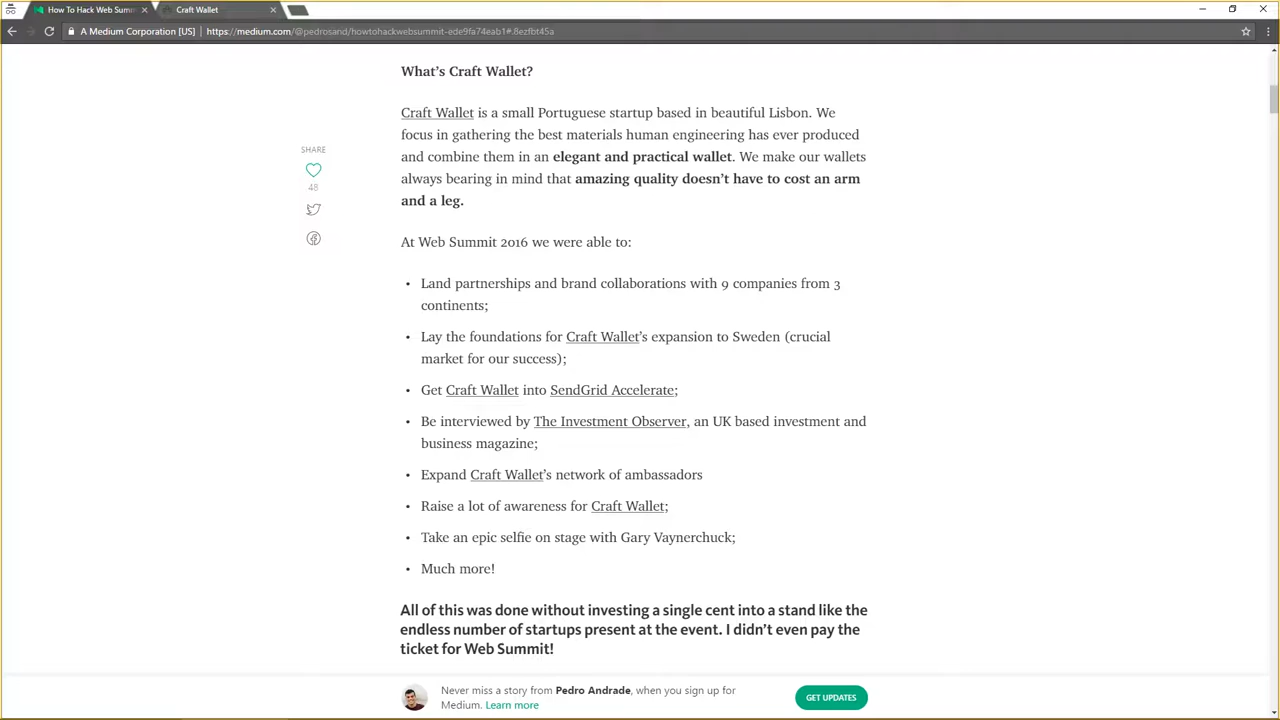 How To Hack Web Summ
Craft Wallet
A Medium Corporation [US] | https://medium.com/@pedrosand/howtohackwebsummit-ede9fa74eab1#.8ezfbt45a
What's Craft Wallet?
Craft Wallet is a small Portuguese startup based in beautiful Lisbon. We
focus in gathering the best materials human engineering has ever produced
and combine them in an elegant and practical wallet. We make our wallets
always bearing in mind that amazing quality doesn't have to cost an arm
and a leg.
SHARE
48
At Web Summit 2016 we were able to:
• Land partnerships and brand collaborations with 9 companies from 3
continents;
• Lay the foundations for Craft Wallet's expansion to Sweden (crucial
market for our success);
• Get Craft Wallet into SendGrid Accelerate;
• Be interviewed by The Investment Observer, an UK based investment and
business magazine;
• Expand Craft Wallet's network of ambassadors
• Raise a lot of awareness for Craft Wallet;
• Take an epic selfie on stage with Gary Vaynerchuck;
• Much more!
All of this was done without investing a single cent into a stand like the
endless number of startups present at the event. I didn't even pay the
ticket for Web Summit!
Never miss a story from Pedro Andrade, when you sign up for
Medium. Learn more
GET UPDATES